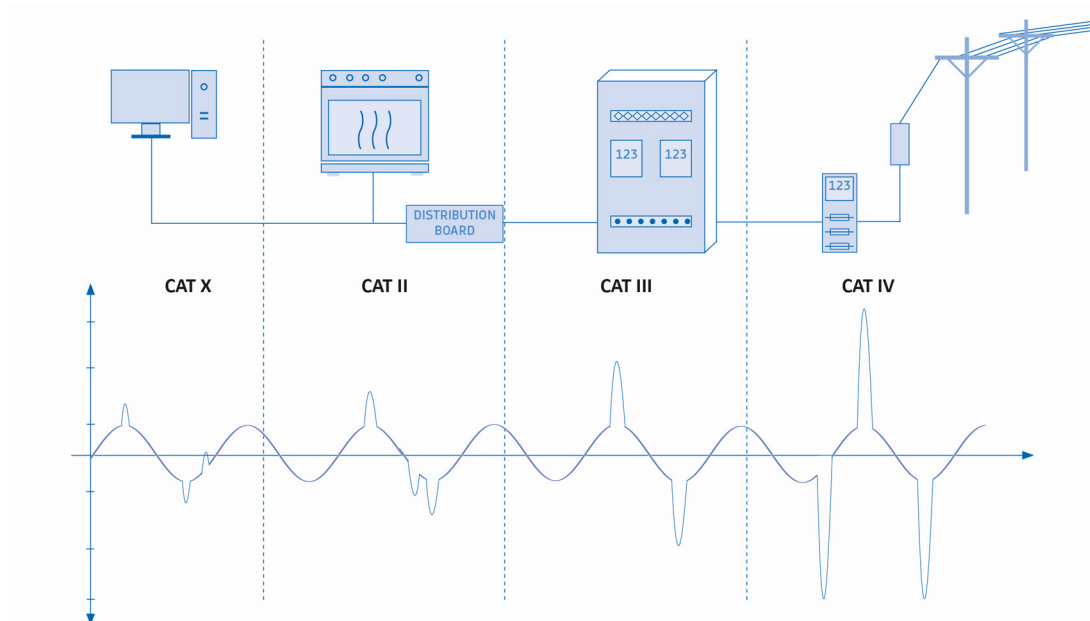 123 123
123
DISTRIBUTION
BOARD
CAT X CAT II CAT III CAT IV